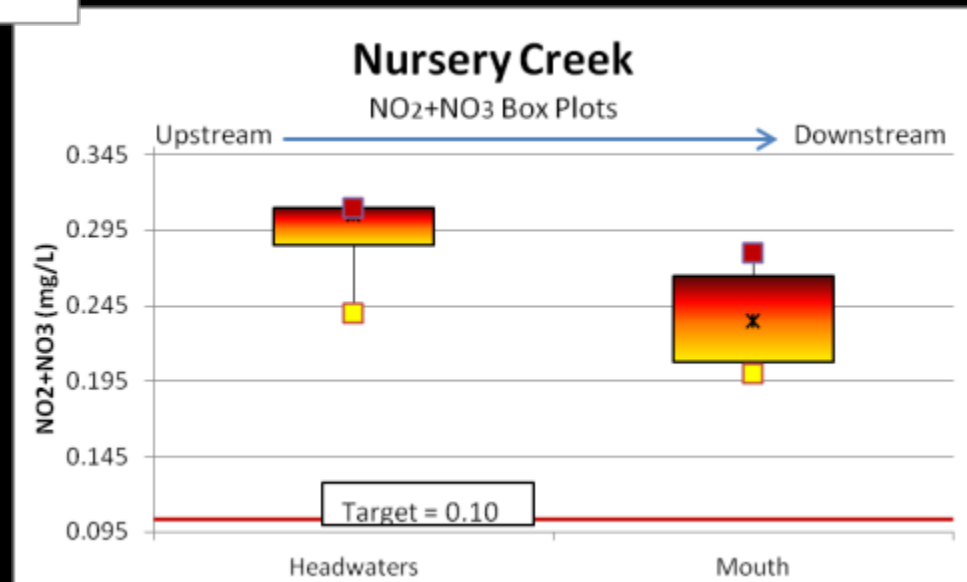 Nursery Creek
NO2+NO3 Box Plots
Upstream Downstream
0.345
0.295
0.245
0.195
0.145
0.095
NO2+NO3 (mg/L)
Target = 0.10
Headwaters Mouth